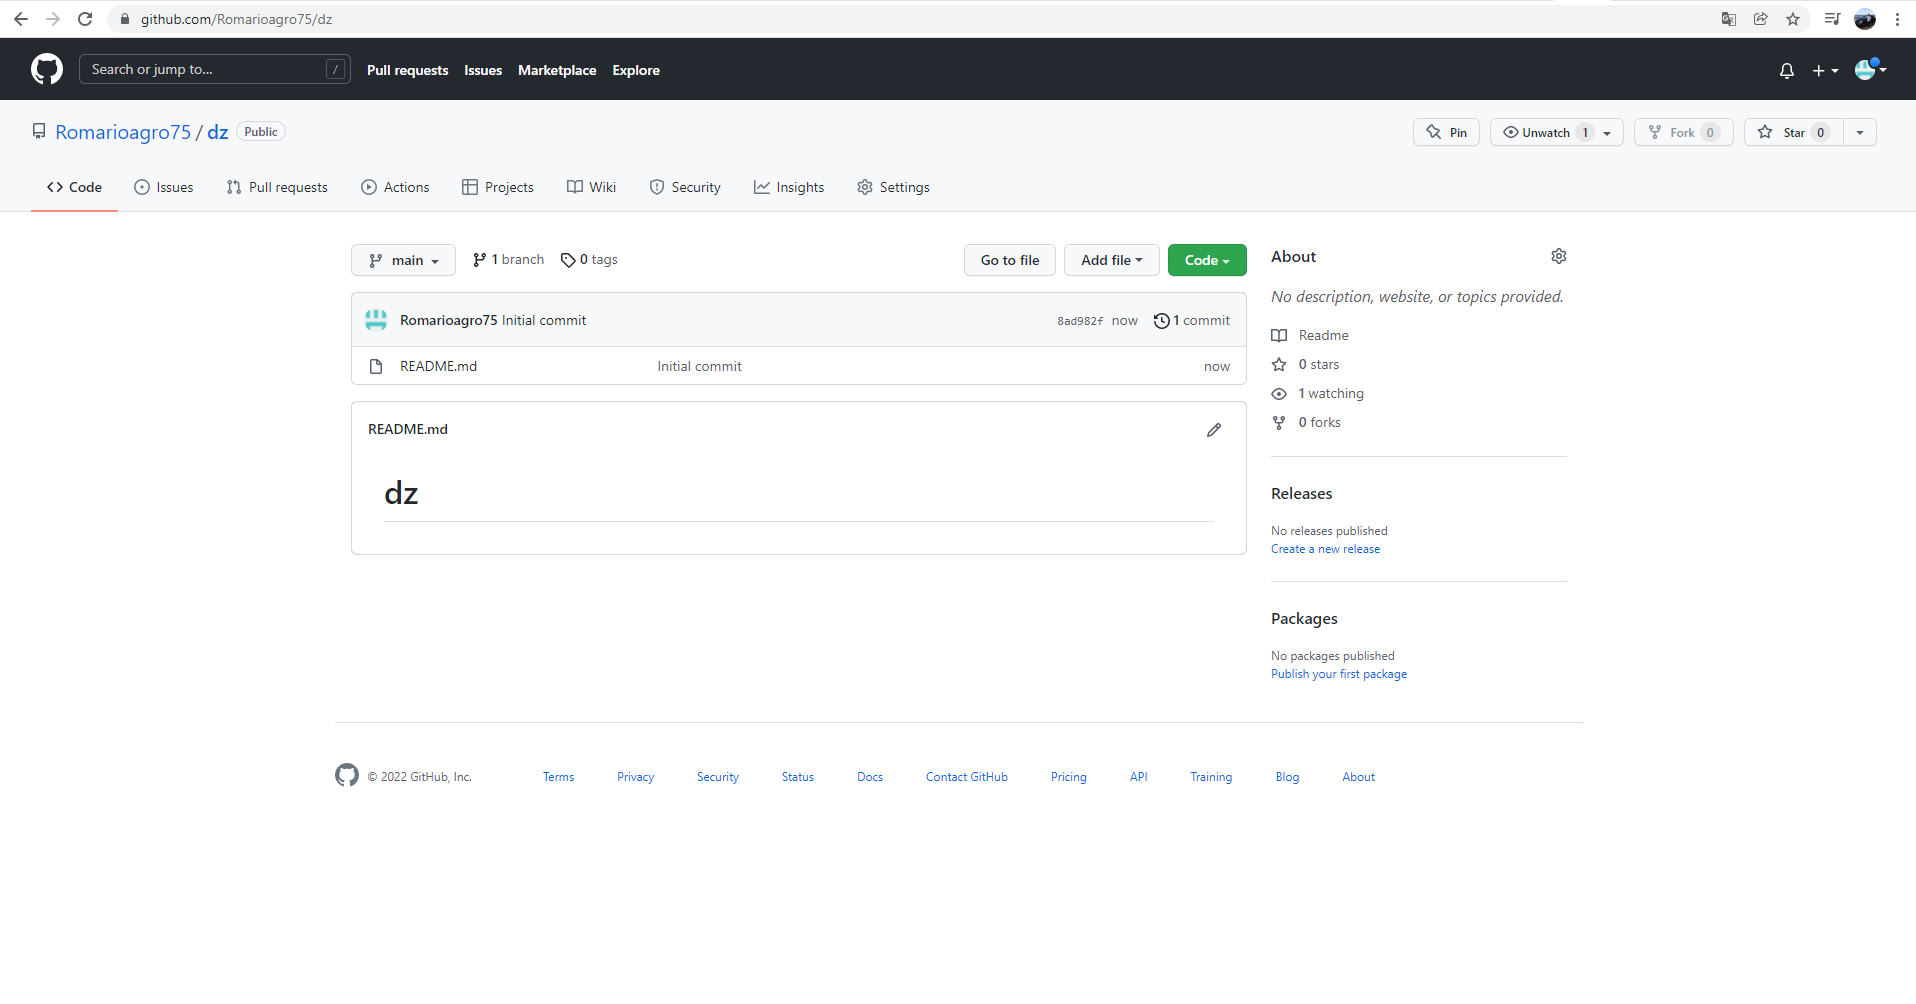 github.com/Romarioagro75/dz
Search or jump to... /
Pull requests Issues Marketplace Explore
Romarioagro75 / dz Public
Pin Unwatch 1 Fork 0 Star 0
Code Issues Pull requests Actions Projects Wiki Security Insights Settings
main 1 branch 0 tags Go to file Add file Code
Romarioagro75 Initial commit 8ad982f now 1 commit
README.md Initial commit now
README.md
dz
About
No description, website, or topics provided.
Readme
0 stars
1 watching
0 forks
Releases
No releases published
Create a new release
Packages
No packages published
Publish your first package
© 2022 GitHub, Inc. Terms Privacy Security Status Docs Contact GitHub Pricing API Training Blog About